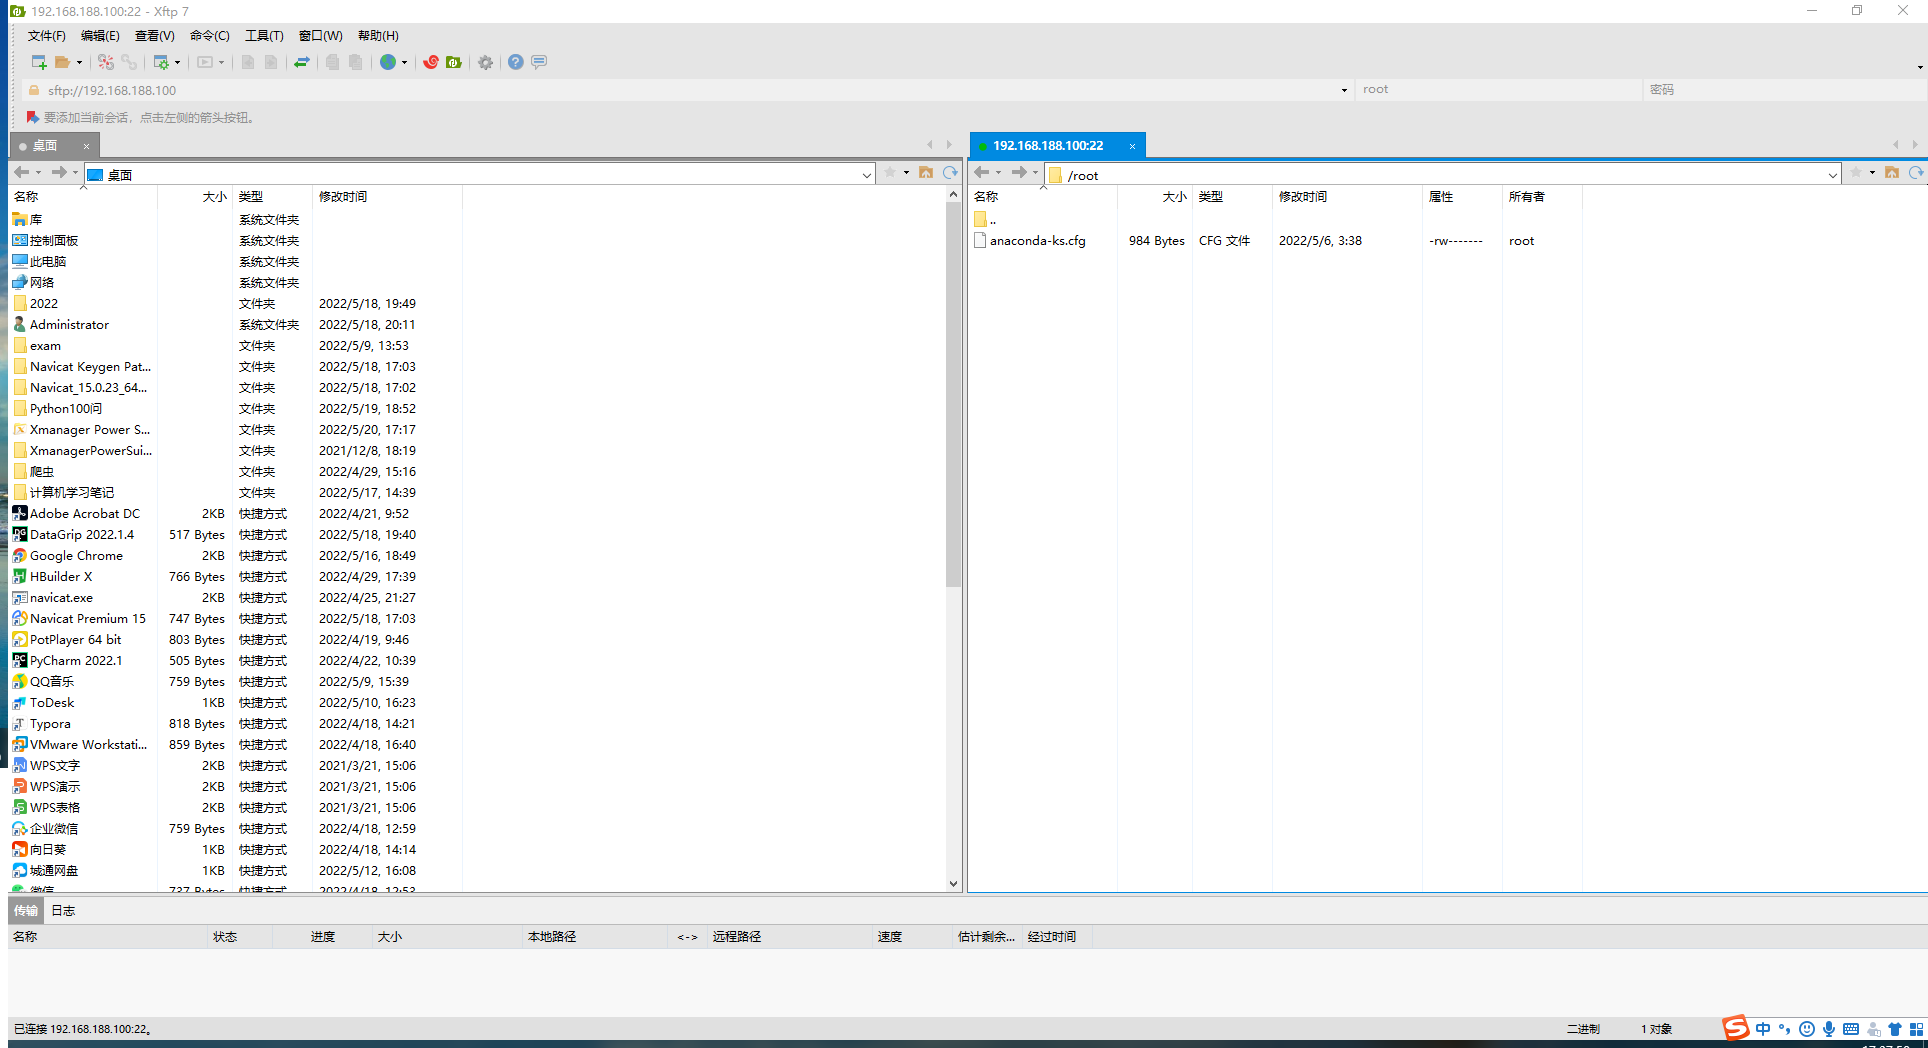 192.168.188.100:22 - Xftp 7
文件(F) 编辑(E) 查看(V) 命令(C) 工具(T) 窗口(W) 帮助(H)
sftp://192.168.188.100 root 密码
要添加当前会话，点击左侧的箭头按钮。
桌面 × 192.168.188.100:22 ×
桌面 /root
名称 大小 类型 修改时间 名称 大小 类型 修改时间 属性 所有者
库 系统文件夹 ..
控制面板 系统文件夹 anaconda-ks.cfg 984 Bytes CFG 文件 2022/5/6, 3:38 -rw------- root
此电脑 系统文件夹
网络 系统文件夹
2022 文件夹 2022/5/18, 19:49
Administrator 系统文件夹 2022/5/18, 20:11
exam 文件夹 2022/5/9, 13:53
Navicat Keygen Pat... 文件夹 2022/5/18, 17:03
Navicat_15.0.23_64... 文件夹 2022/5/18, 17:02
Python100问 文件夹 2022/5/19, 18:52
Xmanager Power S... 文件夹 2022/5/20, 17:17
XmanagerPowerSui... 文件夹 2021/12/8, 18:19
爬虫 文件夹 2022/4/29, 15:16
计算机学习笔记 文件夹 2022/5/17, 14:39
Adobe Acrobat DC 2KB 快捷方式 2022/4/21, 9:52
DataGrip 2022.1.4 517 Bytes 快捷方式 2022/5/18, 19:40
Google Chrome 2KB 快捷方式 2022/5/16, 18:49
HBuilder X 766 Bytes 快捷方式 2022/4/29, 17:39
navicat.exe 2KB 快捷方式 2022/4/25, 21:27
Navicat Premium 15 747 Bytes 快捷方式 2022/5/18, 17:03
PotPlayer 64 bit 803 Bytes 快捷方式 2022/4/19, 9:46
PyCharm 2022.1 505 Bytes 快捷方式 2022/4/22, 10:39
QQ音乐 759 Bytes 快捷方式 2022/5/9, 15:39
ToDesk 1KB 快捷方式 2022/5/10, 16:23
Typora 818 Bytes 快捷方式 2022/4/18, 14:21
VMware Workstati... 859 Bytes 快捷方式 2022/4/18, 16:40
WPS文字 2KB 快捷方式 2021/3/21, 15:06
WPS演示 2KB 快捷方式 2021/3/21, 15:06
WPS表格 2KB 快捷方式 2021/3/21, 15:06
企业微信 759 Bytes 快捷方式 2022/4/18, 12:59
向日葵 1KB 快捷方式 2022/4/18, 14:14
城通网盘 1KB 快捷方式 2022/5/12, 16:08
微信 737 Bytes 快捷方式 2022/4/18, 12:53
传输 日志
名称 状态 进度 大小 本地路径 <-> 远程路径 速度 估计剩余... 经过时间
已连接 192.168.188.100:22。 二进制 1 对象 中